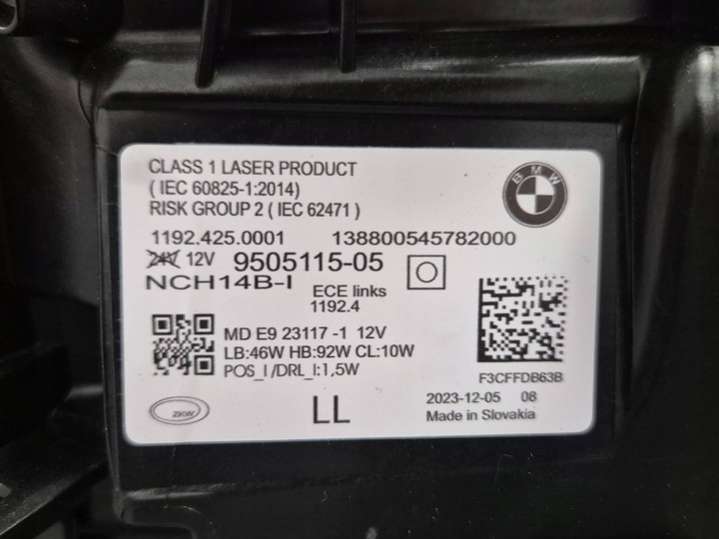 CLASS 1 LASER PRODUCT
( IEC 60825-1:2014)
RISK GROUP 2 ( IEC 62471 )
BMW
1192.425.0001 138800545782000
24V 12V 9505115-05
NCH14B-I
ECE links
1192.4
MD E9 23117 -1 12V
LB:46W HB:92W CL:10W
POS_I /DRL_I:1,5W
F3CFFDB63B
ZKW
LL
2023-12-05 08
Made in Slovakia